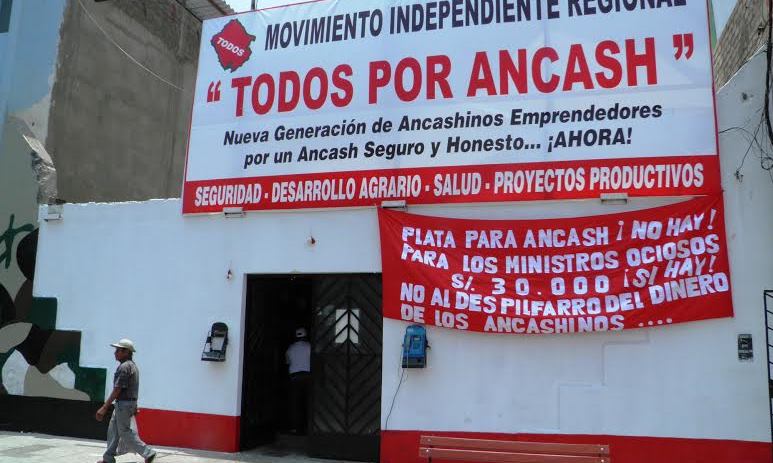 MOVIMIENTO INDEPENDIENTE REGIONAL
TODOS
“ TODOS POR ANCASH ”
Nueva Generación de Ancashinos Emprendedores
por un Ancash Seguro y Honesto... ¡AHORA!
SEGURIDAD - DESARROLLO AGRARIO - SALUD - PROYECTOS PRODUCTIVOS
PLATA PARA ANCASH ¡ NO HAY !
PARA LOS MINISTROS OCIOSOS
S/. 30.000 ¡SI HAY!
NO AL DES PILFARRO DEL DINERO
DE LOS ANCASHINOS ....